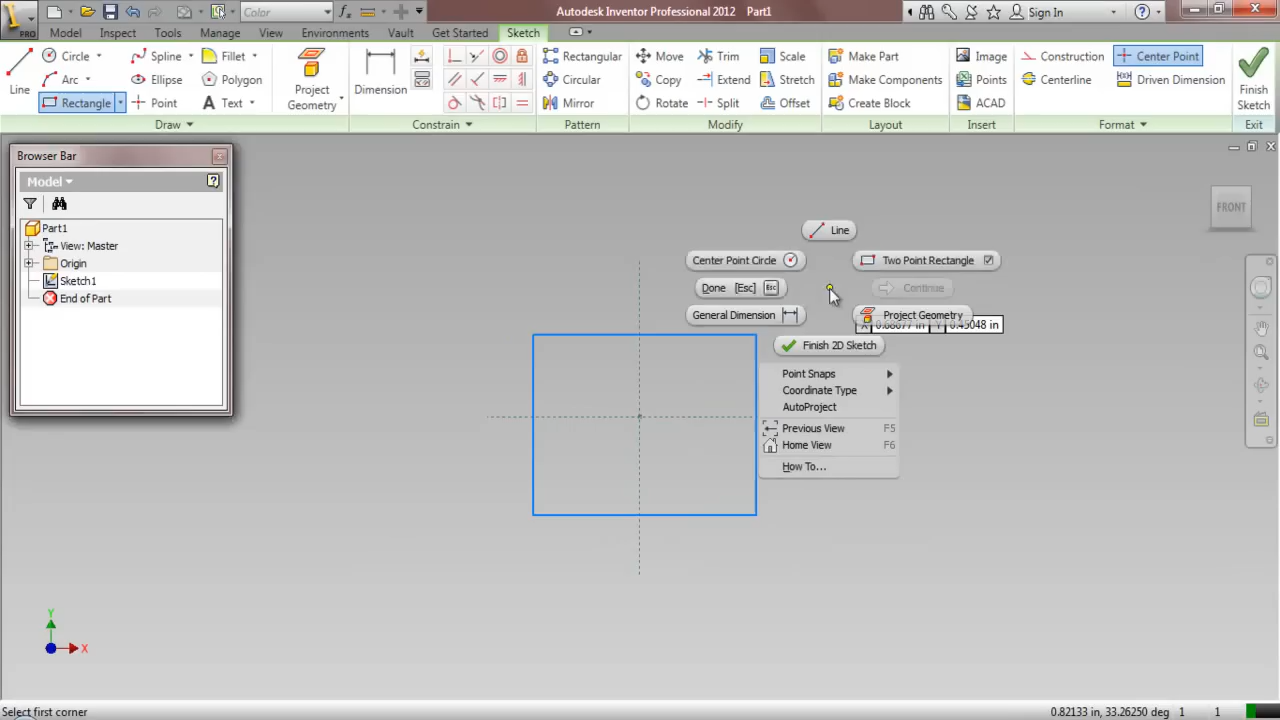 PRO
Color
Autodesk Inventor Professional 2012 Part1
Sign In
Model Inspect Tools Manage View Environments Vault Get Started Sketch
Circle Spline Fillet Rectangular Move Trim Scale Make Part Image Construction Center Point
Arc Ellipse Polygon Circular Copy Extend Stretch Make Components Points Centerline Driven Dimension
Line Project Geometry Dimension Finish Sketch
Rectangle Point Text Mirror Rotate Split Offset Create Block ACAD
Draw Constrain Pattern Modify Layout Insert Format Exit
Browser Bar
Model
Part1
View: Master
Origin
Sketch1
End of Part
FRONT
Line
Center Point Circle Two Point Rectangle
Done [Esc] Esc Continue
General Dimension Project Geometry
Finish 2D Sketch
Point Snaps
Coordinate Type
AutoProject
Previous View F5
Home View F6
How To...
Y
X
Select first corner 0.82133 in, 33.26250 deg 1 1